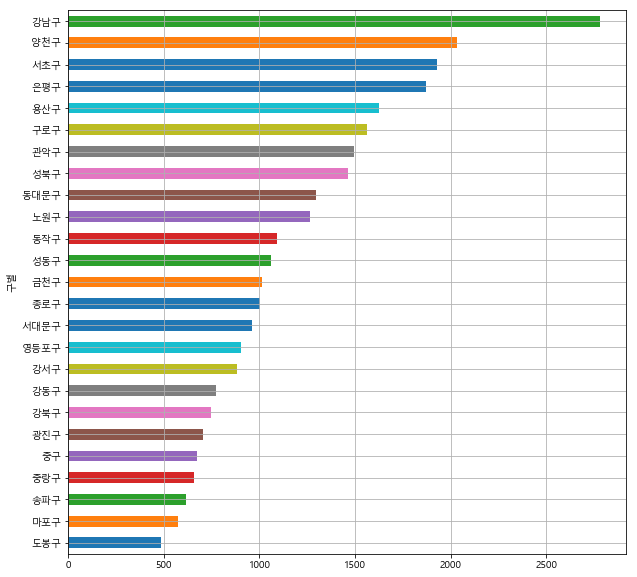 강남구
양천구
서초구
은평구
용산구
구로구
관악구
성북구
동대문구
노원구
동작구
성동구
금천구
종로구
서대문구
영등포구
강서구
강동구
강북구
광진구
중구
중랑구
송파구
마포구
도봉구
구별
0 500 1000 1500 2000 2500